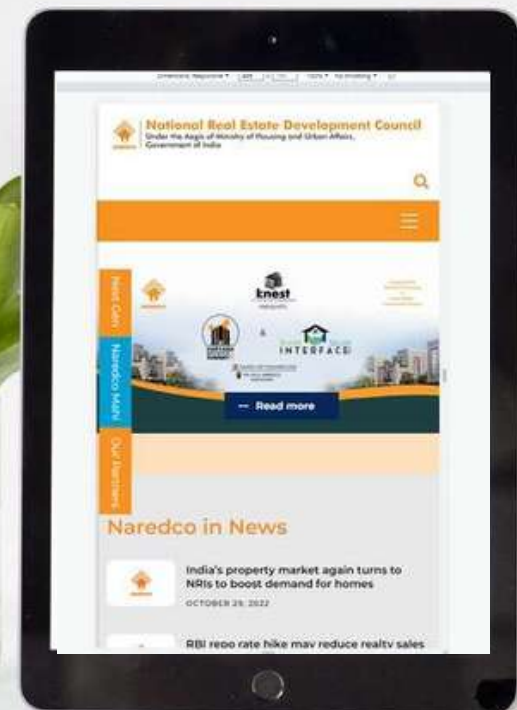 National Real Estate Development Council
Under the Aegis of Ministry of Housing and Urban Affairs,
Government of India
NAREDCO
Next Gen
Naredco Mahi
Our Partners
knest
&
INTERFACE
Read more
Naredco in News
India's property market again turns to
NRIs to boost demand for homes
OCTOBER 29, 2022
RBI repo rate hike may reduce realty sales